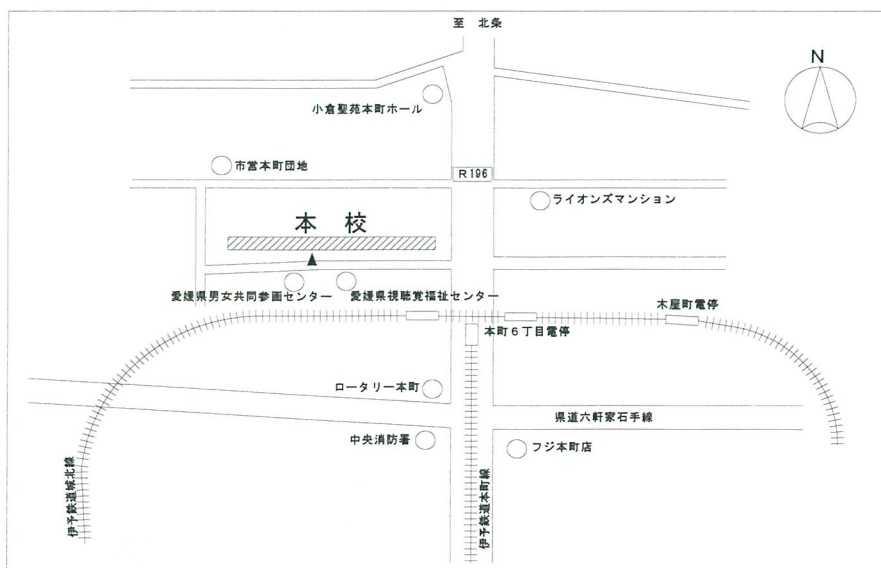 至 北条
N
小倉聖苑本町ホール
市営本町団地
R196
ライオンズマンション
本 校
愛媛県男女共同参画センター
愛媛県視聴覚福祉センター
木屋町電停
本町6丁目電停
ロータリー本町
県道六軒家石手線
中央消防署
フジ本町店
伊予鉄道城北線
伊予鉄道本町線